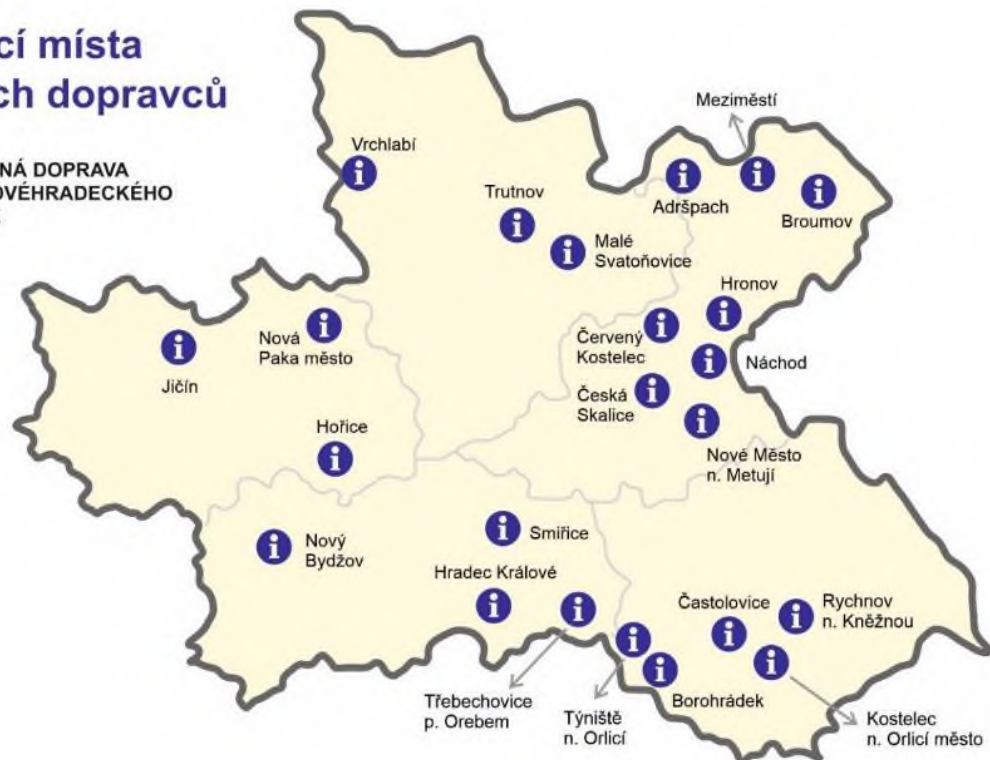 cí místa
ch dopravců
NÁ DOPRAVA
OVÉHRADECKÉHO
Meziměstí
Vrchlabí
Trutnov
Adršpach
Broumov
Malé
Svatoňovice
Hronov
Nová
Paka město
Červený
Kostelec
Náchod
Jičín
Česká
Skalice
Hořice
Nové Město
n. Metují
Nový
Bydžov
Smiřice
Hradec Králové
Častolovice
Rychnov
n. Kněžnou
Třebechovice
p. Orebem
Týniště
n. Orlicí
Borohrádek
Kostelec
n. Orlicí město